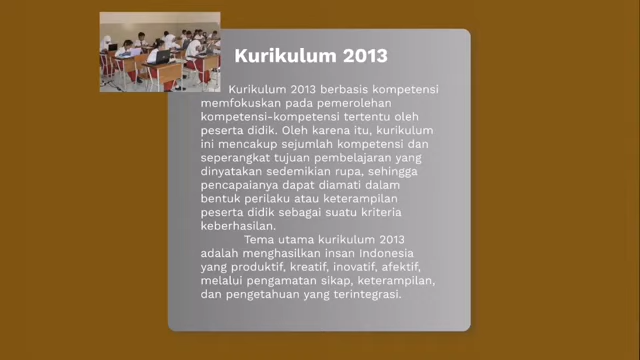 Kurikulum 2013
Kurikulum 2013 berbasis kompetensi
memfokuskan pada pemerolehan
kompetensi-kompetensi tertentu oleh
peserta didik. Oleh karena itu, kurikulum
ini mencakup sejumlah kompetensi dan
seperangkat tujuan pembelajaran yang
dinyatakan sedemikian rupa, sehingga
pencapaianya dapat diamati dalam
bentuk perilaku atau keterampilan
peserta didik sebagai suatu kriteria
keberhasilan.
Tema utama kurikulum 2013
adalah menghasilkan insan Indonesia
yang produktif, kreatif, inovatif, afektif,
melalui pengamatan sikap, keterampilan,
dan pengetahuan yang terintegrasi.